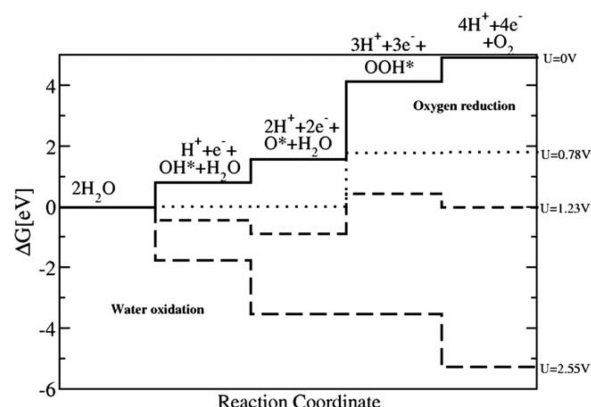 4H⁺+4e⁻
+O₂
3H⁺+3e⁻+
OOH*
U=0V
4
Oxygen reduction
2H⁺+2e⁻+
O*+H₂O
H⁺+e⁻+
OH*+H₂O
2
U=0.78V
2H₂O
0
U=1.23V
ΔG[eV]
-2
Water oxidation
-4
U=2.55V
-6
Reaction Coordinate